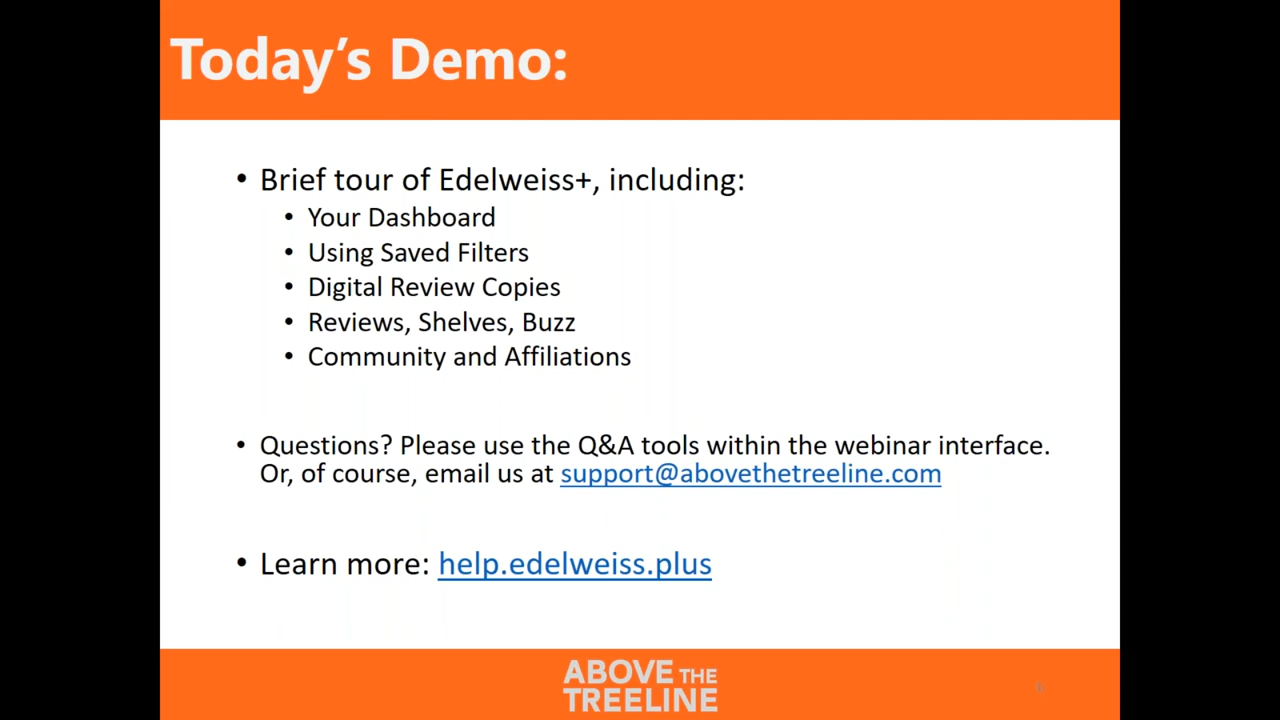 Today's Demo:
• Brief tour of Edelweiss+, including:
• Your Dashboard
• Using Saved Filters
• Digital Review Copies
• Reviews, Shelves, Buzz
• Community and Affiliations
• Questions? Please use the Q&A tools within the webinar interface.
Or, of course, email us at support@abovethetreeline.com
• Learn more: help.edelweiss.plus
ABOVE THE
TREELINE